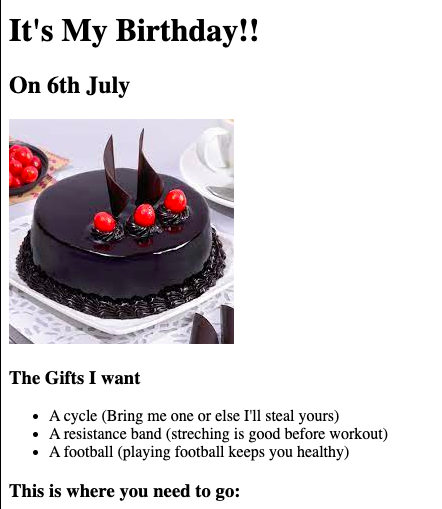 It's My Birthday!!
On 6th July
The Gifts I want
A cycle (Bring me one or else I'll steal yours)
A resistance band (streching is good before workout)
A football (playing football keeps you healthy)
This is where you need to go: